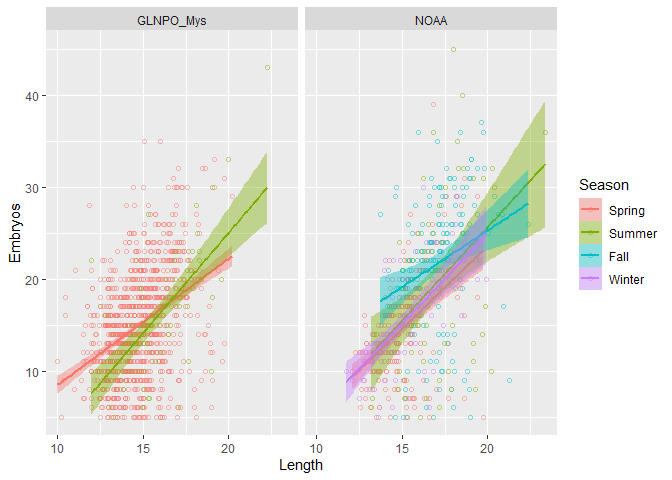 GLNPO_Mys
NOAA
Embryos
40
30
20
10
10
15
20
10
15
20
Length
Season
Spring
Summer
Fall
Winter